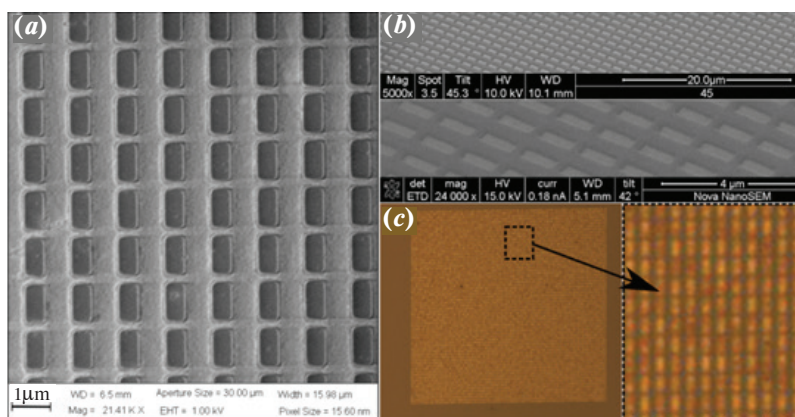 (a)
1μm
WD = 6.5 mm Aperture Size = 30.00 μm Width = 15.98 μm
Mag = 21.41 K X EHT = 1.00 kV Pixel Size = 15.60 nm
(b)
Mag Spot Tilt HV WD 20.0μm
5000x 3.5 45.3 ° 10.0 kV 10.1 mm 45
det mag HV curr WD tilt 4 μm
ETD 24 000 x 15.0 kV 0.18 nA 5.1 mm 42 ° Nova NanoSEM
(c)